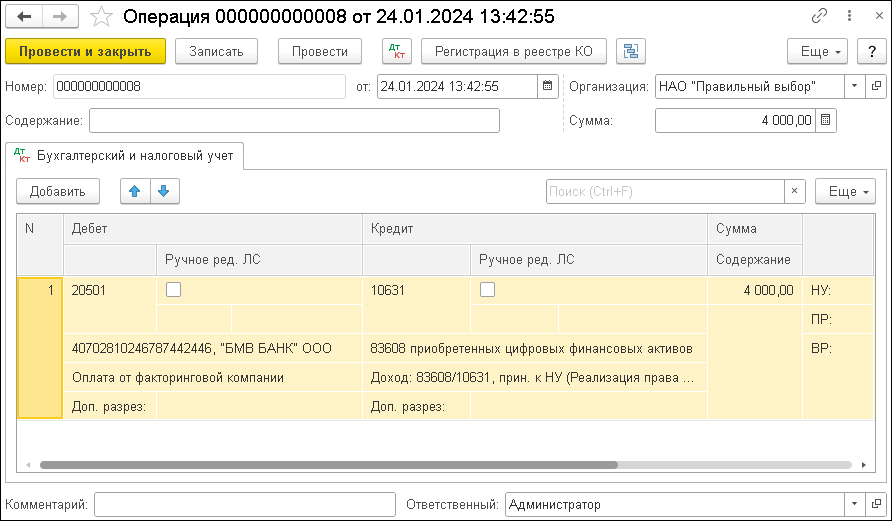 Операция 000000000008 от 24.01.2024 13:42:55
Провести и закрыть Записать Провести Дт Кт Регистрация в реестре КО Еще ?
Номер: 000000000008 от: 24.01.2024 13:42:55 Организация: НАО "Правильный выбор"
Содержание: Сумма: 4 000,00
Дт Кт Бухгалтерский и налоговый учет
Добавить Поиск (Ctrl+F) × Еще
N Дебет Кредит Сумма
Ручное ред. ЛС Ручное ред. ЛС Содержание
1 20501 10631 4 000,00 НУ:
ПР:
40702810246787442446, "БМВ БАНК" ООО 83608 приобретенных цифровых финансовых активов ВР:
Оплата от факторинговой компании Доход: 83608/10631, прин. к НУ (Реализация права ...
Доп. разрез: Доп. разрез:
Комментарий: Ответственный: Администратор